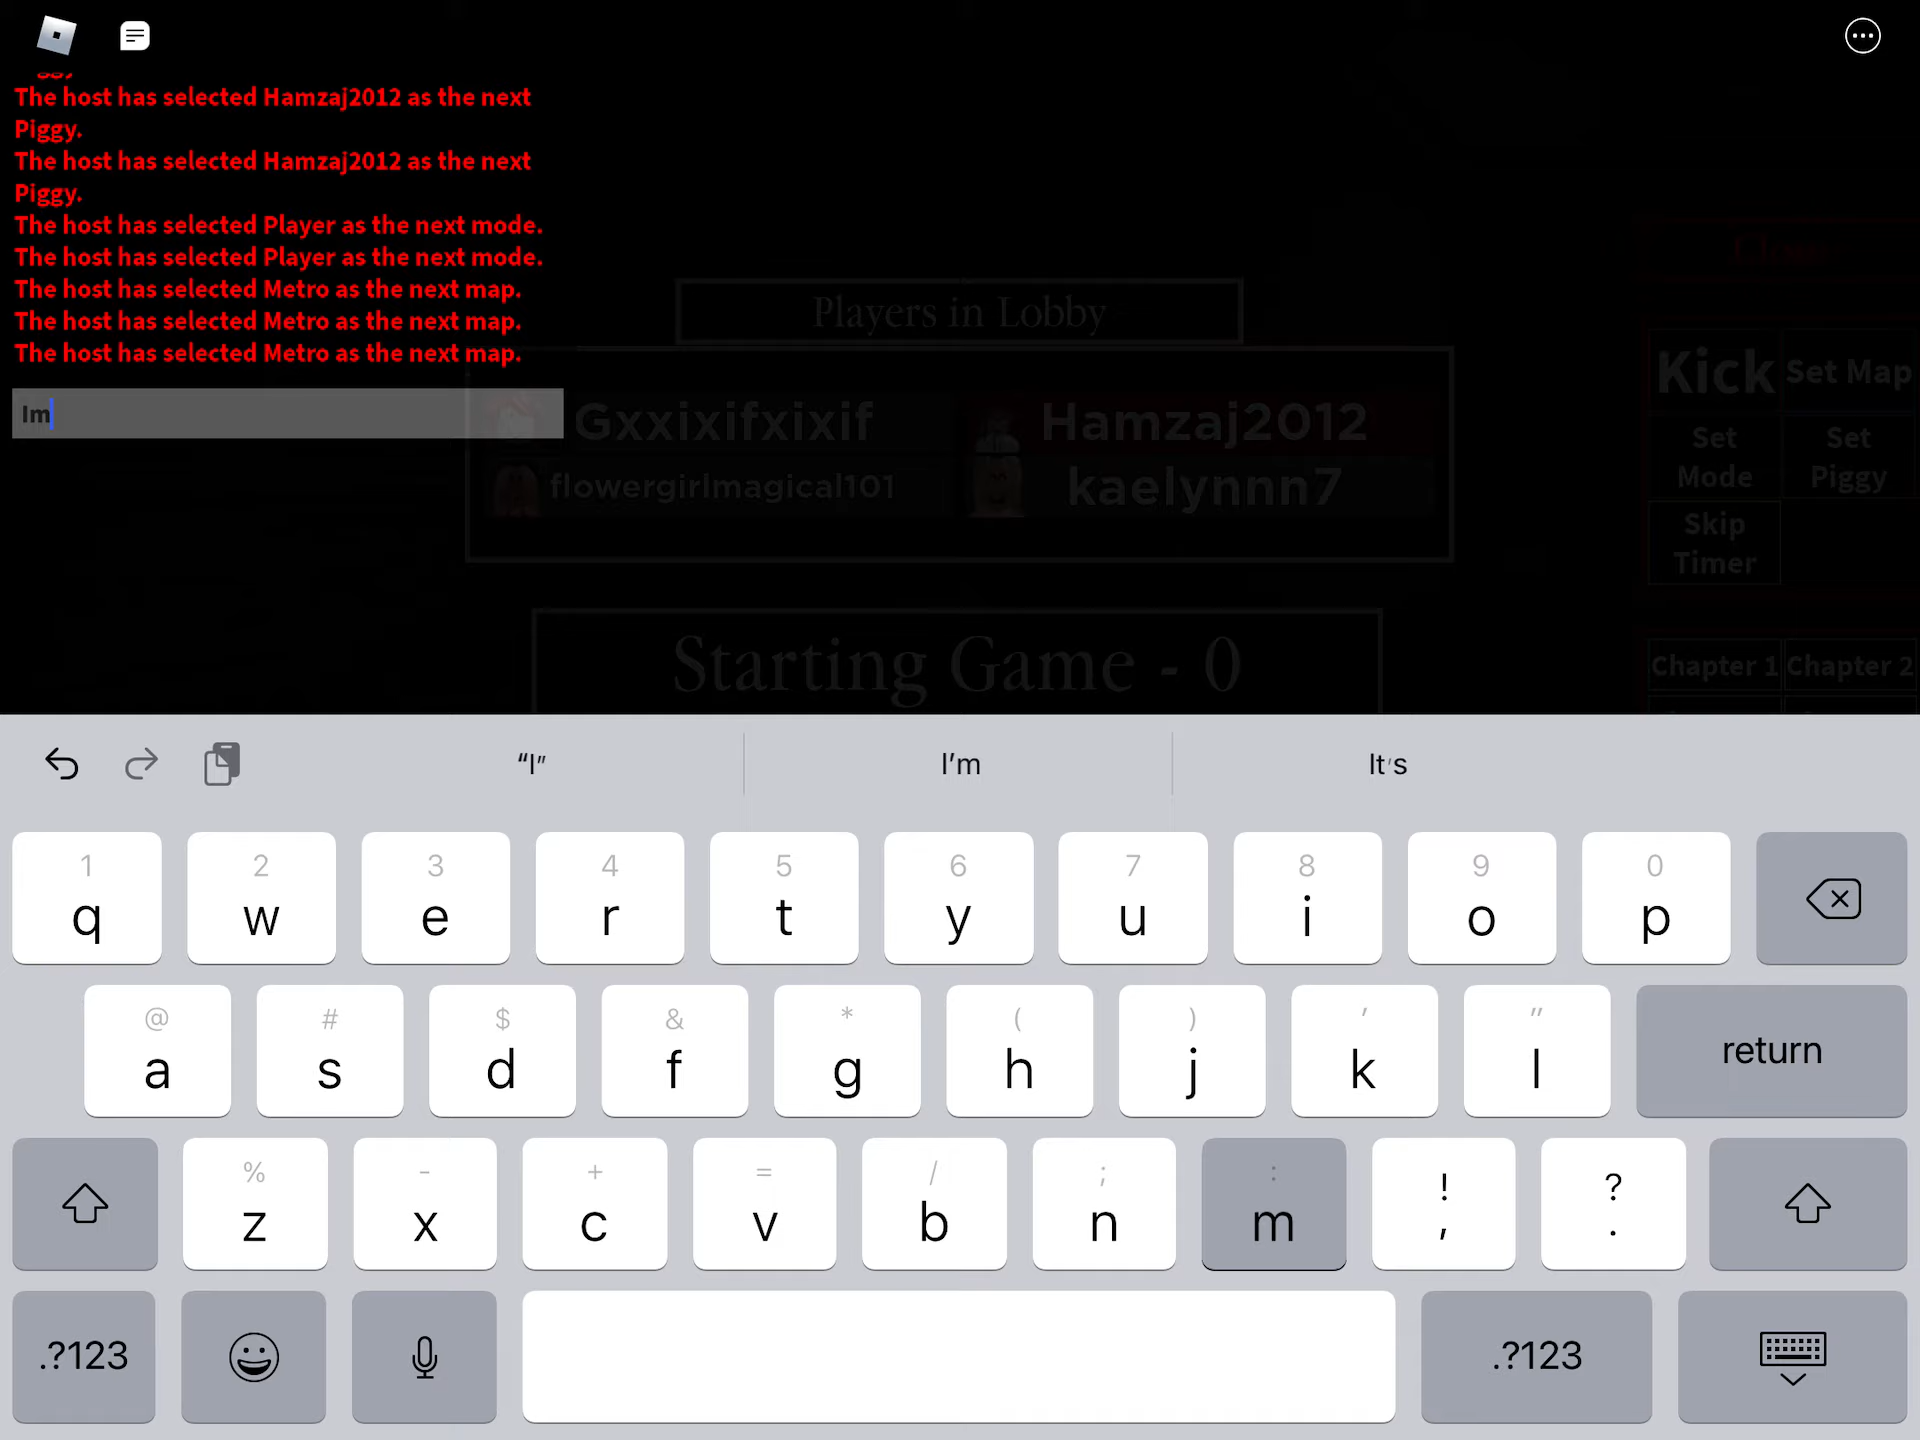 The host has selected Hamzaj2012 as the next
Piggy.
The host has selected Hamzaj2012 as the next
Piggy.
The host has selected Player as the next mode.
The host has selected Player as the next mode.
The host has selected Metro as the next map.
The host has selected Metro as the next map.
The host has selected Metro as the next map.
Im
Players in Lobby
Gxxixifxixif Hamzaj2012
flowergirlmagical101 kaelynnn7
Kick Set Map
Set Mode Set Piggy
Skip Timer
Starting Game - 0
Chapter 1 Chapter 2
“I” I’m It's
1 2 3 4 5 6 7 8 9 0
q w e r t y u i o p
@ # $ & * ( ) ' "
a s d f g h j k l return
% - + = / ; : ! ?
z x c v b n m , .
.?123 .?123